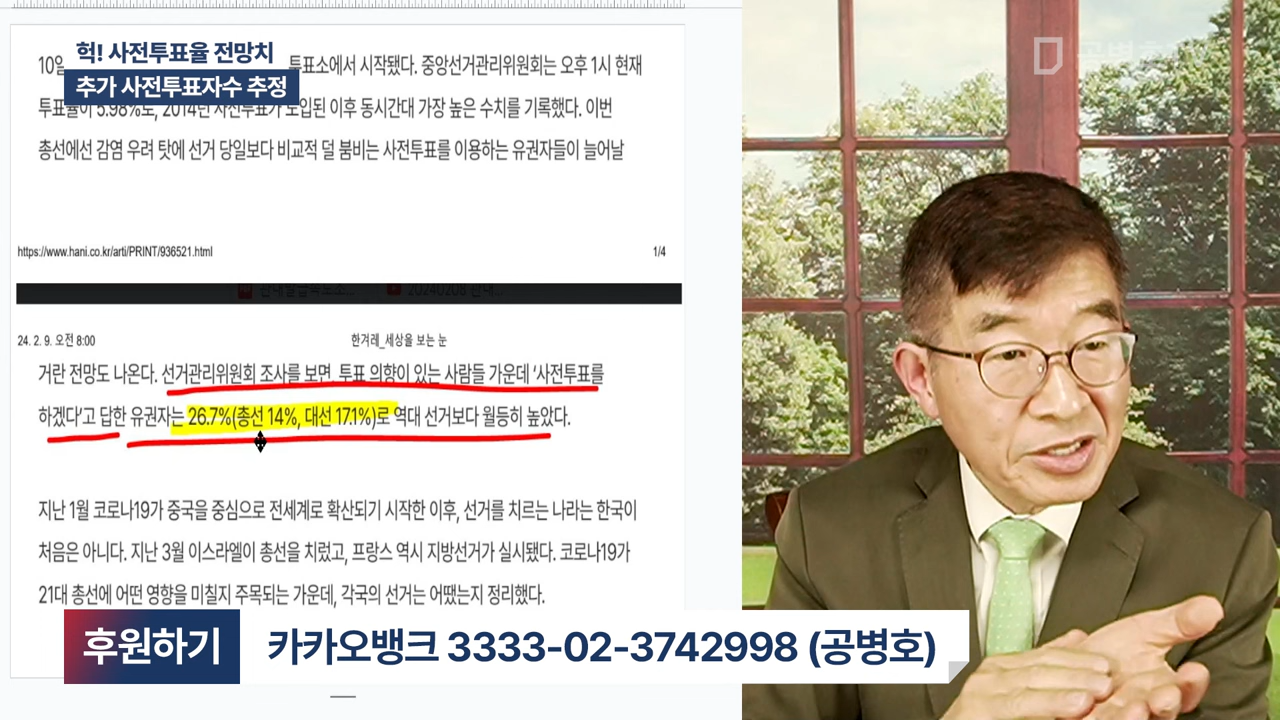 헉! 사전투표율 전망치
추가 사전투표자수 추정
공병호TV
10일 투표소에서 시작됐다. 중앙선거관리위원회는 오후 1시 현재
투표율이 5.98%로, 2014년 사전투표가 도입된 이후 동시간대 가장 높은 수치를 기록했다. 이번
총선에선 감염 우려 탓에 선거 당일보다 비교적 덜 붐비는 사전투표를 이용하는 유권자들이 늘어날
https://www.hani.co.kr/arti/PRINT/936521.html 1/4
24. 2. 9. 오전 8:00 한겨레_세상을 보는 눈
거란 전망도 나온다. 선거관리위원회 조사를 보면, 투표 의향이 있는 사람들 가운데 '사전투표를
하겠다'고 답한 유권자는 26.7%(총선 14%, 대선 17.1%)로 역대 선거보다 월등히 높았다.
지난 1월 코로나19가 중국을 중심으로 전세계로 확산되기 시작한 이후, 선거를 치르는 나라는 한국이
처음은 아니다. 지난 3월 이스라엘이 총선을 치렀고, 프랑스 역시 지방선거가 실시됐다. 코로나19가
21대 총선에 어떤 영향을 미칠지 주목되는 가운데, 각국의 선거는 어땠는지 정리했다.
후원하기 카카오뱅크 3333-02-3742998 (공병호)